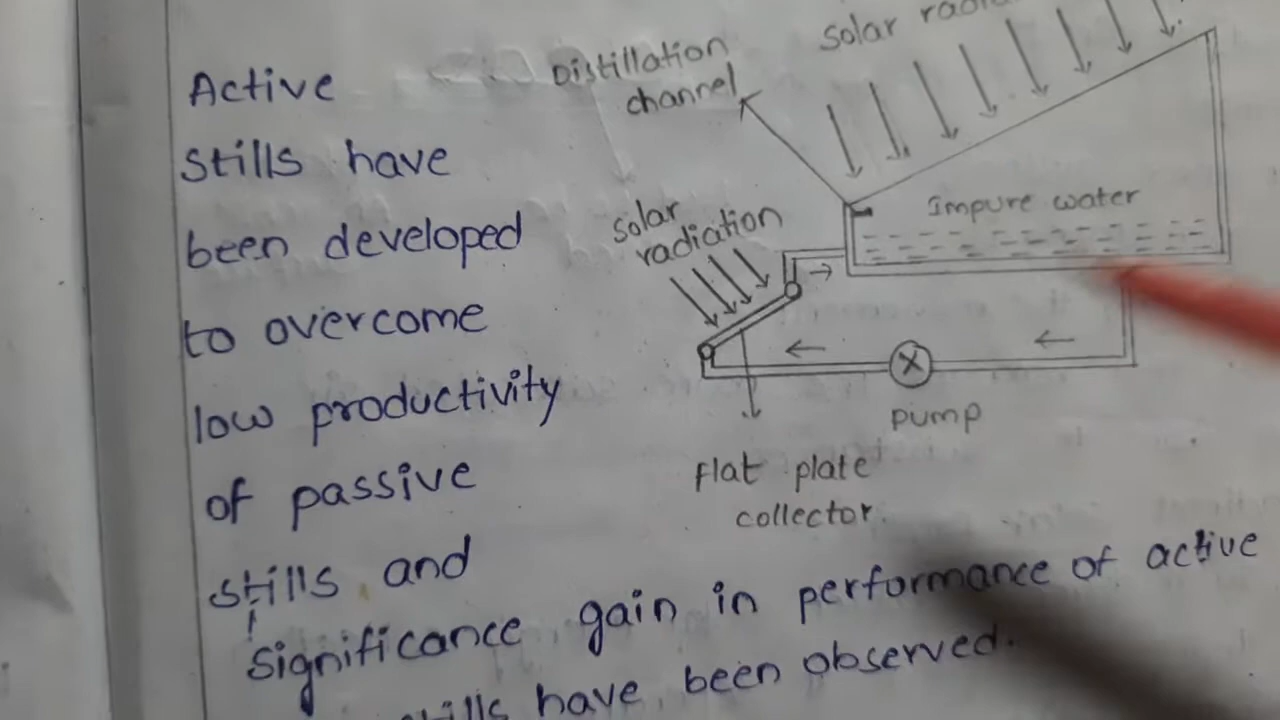 Active
stills have
been developed
to overcome
low productivity
of passive
stills and
significance gain in performance of active
stills have been observed.
Distillation
channel
solar
Impure water
solar
radiation
pump
Flat plate
collector.